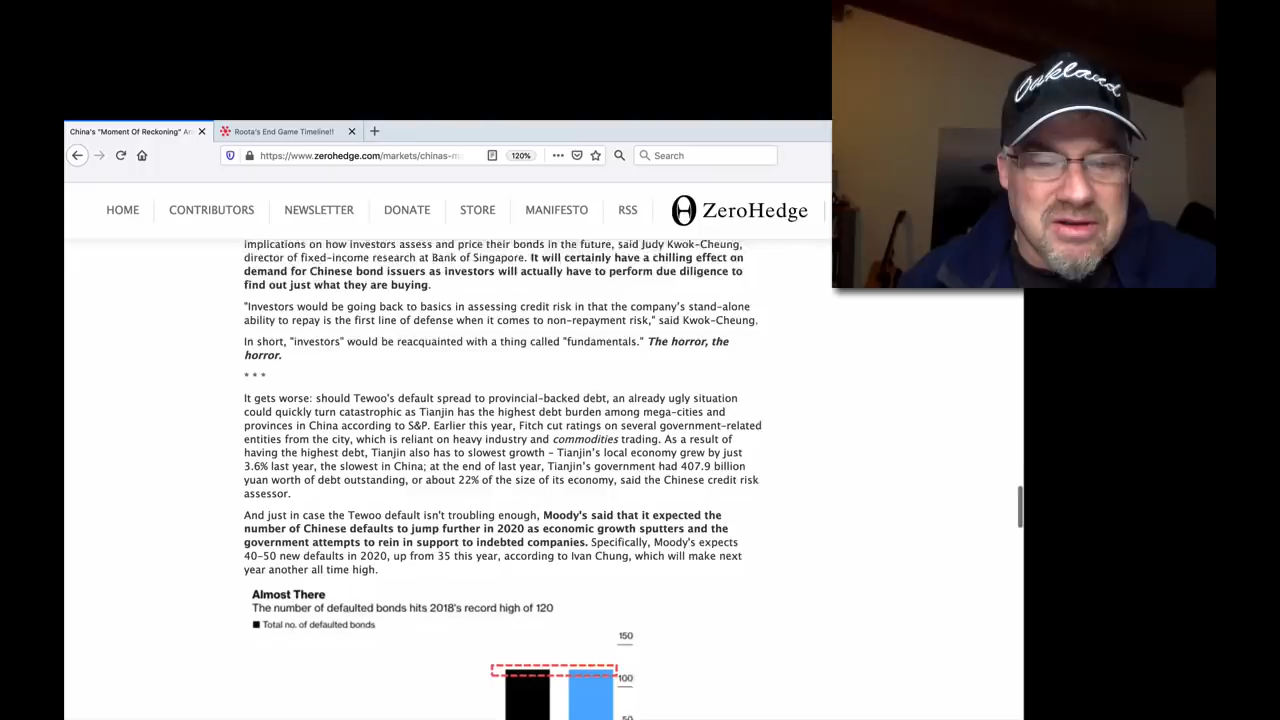 Oakland
China's "Moment Of Reckoning" Arr
Roota's End Game Timeline!!
https://www.zerohedge.com/markets/chinas-m
120%
Search
HOME
CONTRIBUTORS
NEWSLETTER
DONATE
STORE
MANIFESTO
RSS
ZeroHedge
implications on how investors assess and price their bonds in the future, said Judy Kwok-Cheung,
director of fixed-income research at Bank of Singapore. It will certainly have a chilling effect on
demand for Chinese bond issuers as investors will actually have to perform due diligence to
find out just what they are buying.
"Investors would be going back to basics in assessing credit risk in that the company's stand-alone
ability to repay is the first line of defense when it comes to non-repayment risk," said Kwok-Cheung.
In short, "investors" would be reacquainted with a thing called "fundamentals." The horror, the
horror.
* * *
It gets worse: should Tewoo's default spread to provincial-backed debt, an already ugly situation
could quickly turn catastrophic as Tianjin has the highest debt burden among mega-cities and
provinces in China according to S&P. Earlier this year, Fitch cut ratings on several government-related
entities from the city, which is reliant on heavy industry and commodities trading. As a result of
having the highest debt, Tianjin also has to slowest growth – Tianjin's local economy grew by just
3.6% last year, the slowest in China; at the end of last year, Tianjin's government had 407.9 billion
yuan worth of debt outstanding, or about 22% of the size of its economy, said the Chinese credit risk
assessor.
And just in case the Tewoo default isn't troubling enough, Moody's said that it expected the
number of Chinese defaults to jump further in 2020 as economic growth sputters and the
government attempts to rein in support to indebted companies. Specifically, Moody's expects
40-50 new defaults in 2020, up from 35 this year, according to Ivan Chung, which will make next
year another all time high.
Almost There
The number of defaulted bonds hits 2018's record high of 120
Total no. of defaulted bonds
150
100
50